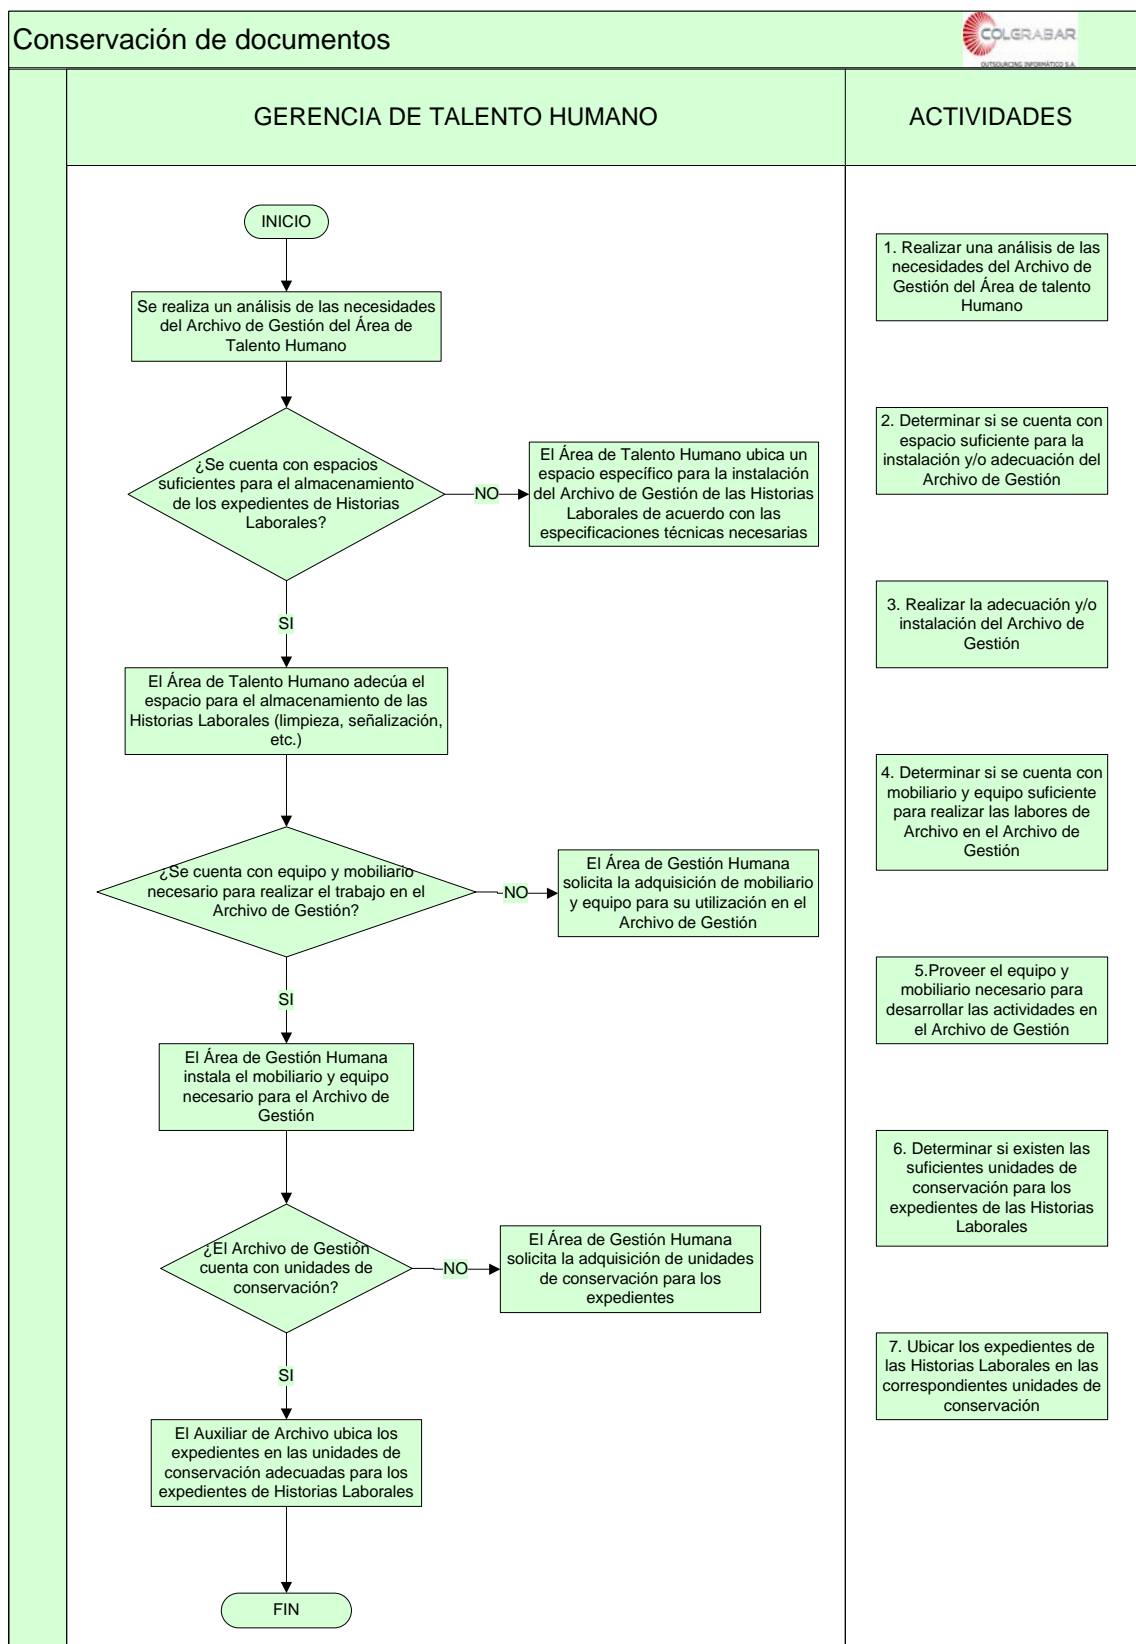 Conservación de documentos
COLGRABAR
OUTSOURCING INFORMÁTICO S.A.
GERENCIA DE TALENTO HUMANO
ACTIVIDADES
INICIO
Se realiza un análisis de las necesidades
del Archivo de Gestión del Área de
Talento Humano
¿Se cuenta con espacios
suficientes para el almacenamiento
de los expedientes de Historias
Laborales?
NO
El Área de Talento Humano ubica un
espacio específico para la instalación
del Archivo de Gestión de las Historias
Laborales de acuerdo con las
especificaciones técnicas necesarias
SI
El Área de Talento Humano adecúa el
espacio para el almacenamiento de las
Historias Laborales (limpieza, señalización,
etc.)
¿Se cuenta con equipo y mobiliario
necesario para realizar el trabajo en el
Archivo de Gestión?
NO
El Área de Gestión Humana
solicita la adquisición de mobiliario
y equipo para su utilización en el
Archivo de Gestión
SI
El Área de Gestión Humana
instala el mobiliario y equipo
necesario para el Archivo de
Gestión
¿El Archivo de Gestión
cuenta con unidades de
conservación?
NO
El Área de Gestión Humana
solicita la adquisición de unidades
de conservación para los
expedientes
SI
El Auxiliar de Archivo ubica los
expedientes en las unidades de
conservación adecuadas para los
expedientes de Historias Laborales
FIN
1. Realizar una análisis de las
necesidades del Archivo de
Gestión del Área de talento
Humano
2. Determinar si se cuenta con
espacio suficiente para la
instalación y/o adecuación del
Archivo de Gestión
3. Realizar la adecuación y/o
instalación del Archivo de
Gestión
4. Determinar si se cuenta con
mobiliario y equipo suficiente
para realizar las labores de
Archivo en el Archivo de
Gestión
5.Proveer el equipo y
mobiliario necesario para
desarrollar las actividades en
el Archivo de Gestión
6. Determinar si existen las
suficientes unidades de
conservación para los
expedientes de las Historias
Laborales
7. Ubicar los expedientes de
las Historias Laborales en las
correspondientes unidades de
conservación